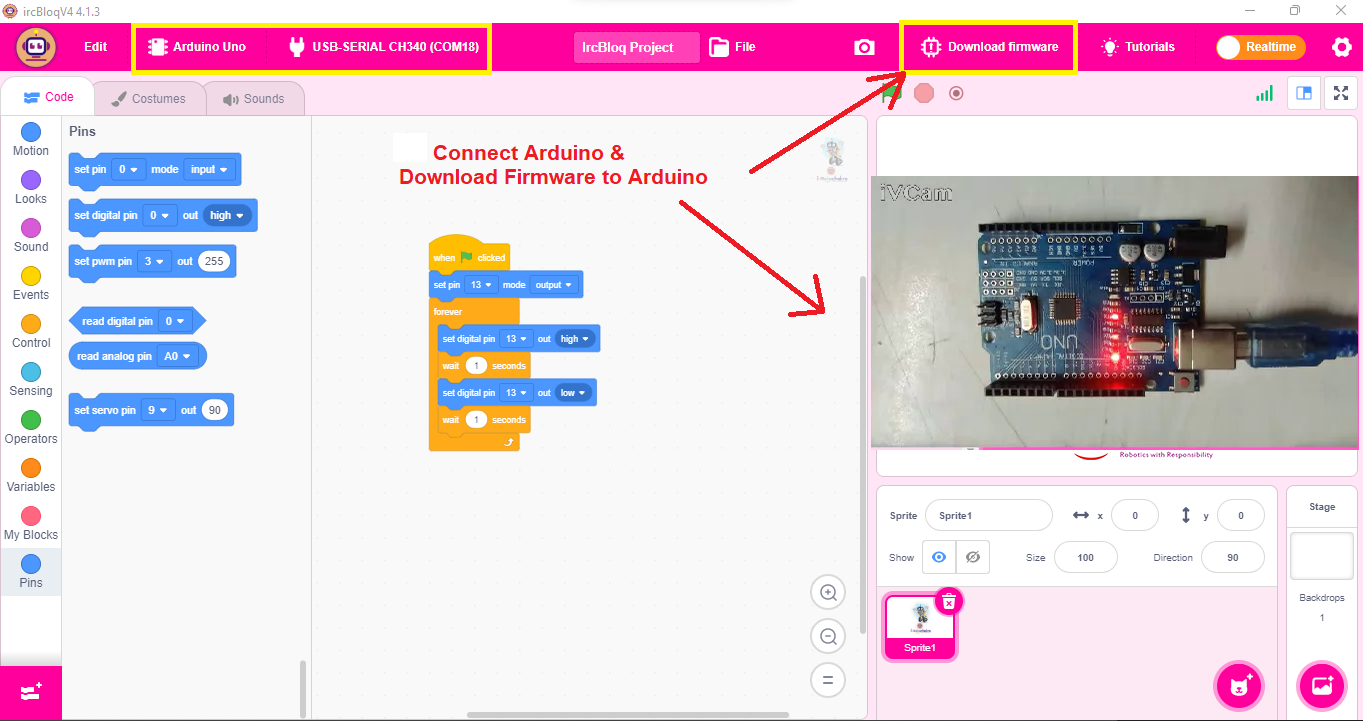 ircBloqV4 4.1.3
Edit
Arduino Uno
USB-SERIAL CH340 (COM18)
IrcBloq Project
File
Download firmware
Tutorials
Realtime
Code
Costumes
Sounds
Motion
Looks
Sound
Events
Control
Sensing
Operators
Variables
My Blocks
Pins
Pins
set pin 0 mode input
set digital pin 0 out high
set pwm pin 3 out 255
read digital pin 0
read analog pin A0
set servo pin 9 out 90
Connect Arduino &
Download Firmware to Arduino
when clicked
set pin 13 mode output
forever
set digital pin 13 out high
wait 1 seconds
set digital pin 13 out low
wait 1 seconds
iVCam
UNO
POWER
Robotics with Responsibility
Sprite
Sprite1
x
0
y
0
Show
Size
100
Direction
90
Sprite1
Stage
Backdrops
1